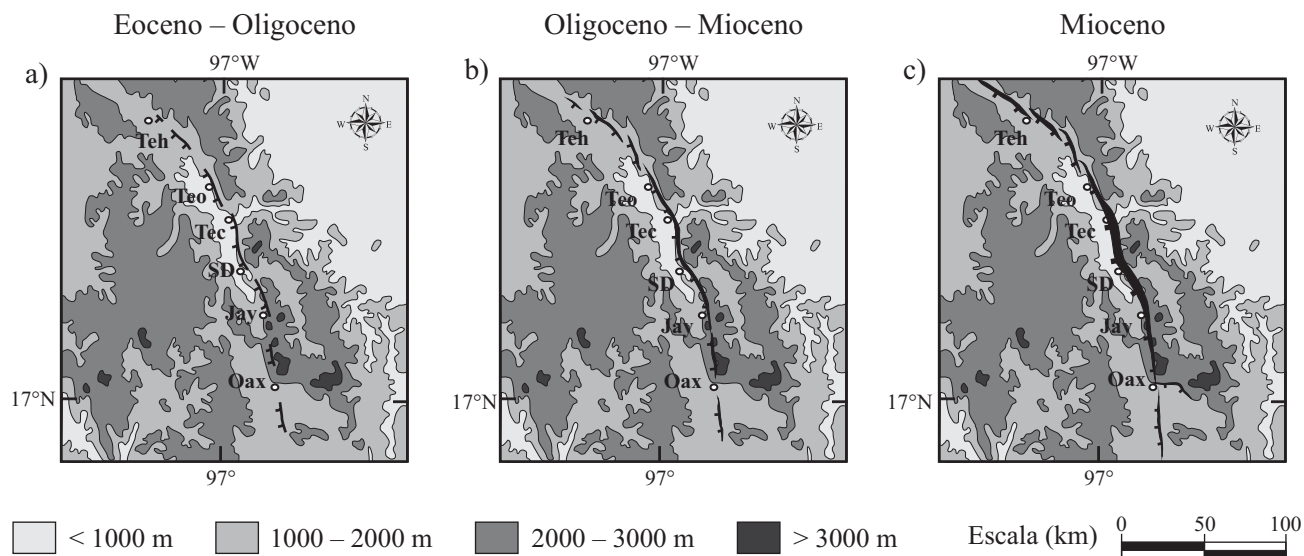 Eoceno – Oligoceno
Oligoceno – Mioceno
Mioceno
a)
97°W
N
W E
S
Teh
Teo
Tec
SD
Jay
Oax
17°N
97°
b)
97°W
N
W E
S
Teh
Teo
Tec
SD
Jay
Oax
17°N
97°
c)
97°W
N
W E
S
Teh
Teo
Tec
SD
Jay
Oax
17°N
97°
< 1000 m
1000 – 2000 m
2000 – 3000 m
> 3000 m
Escala (km)
0 50 100